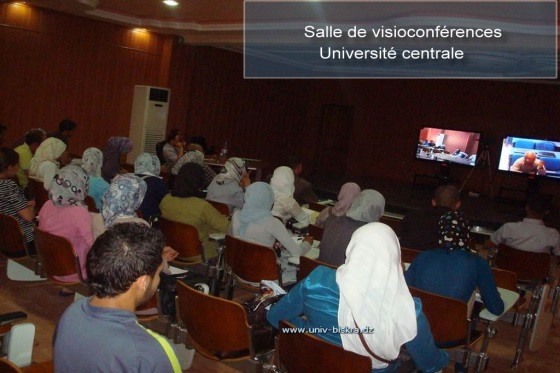 Salle de visioconférences
Université centrale
www.univ-biskra.dz